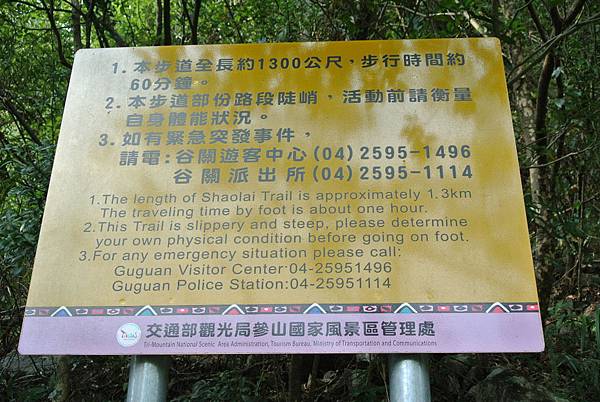 1. 本步道全長約1300公尺，步行時間約
60分鐘。
2. 本步道部份路段陡峭，活動前請衡量
自身體能狀況。
3. 如有緊急突發事件，
請電：谷關遊客中心(04)2595-1496
谷關派出所(04)2595-1114
1.The length of Shaolai Trail is approximately 1.3km
The traveling time by foot is about one hour.
2.This Trail is slippery and steep, please determine
your own physical condition before going on foot.
3.For any emergency situation please call:
Guguan Visitor Center:04-25951496
Guguan Police Station:04-25951114
交通部觀光局參山國家風景區管理處
Tri-Mountain National Scenic Area Administration, Tourism Bureau, Ministry of Transportation and Communications